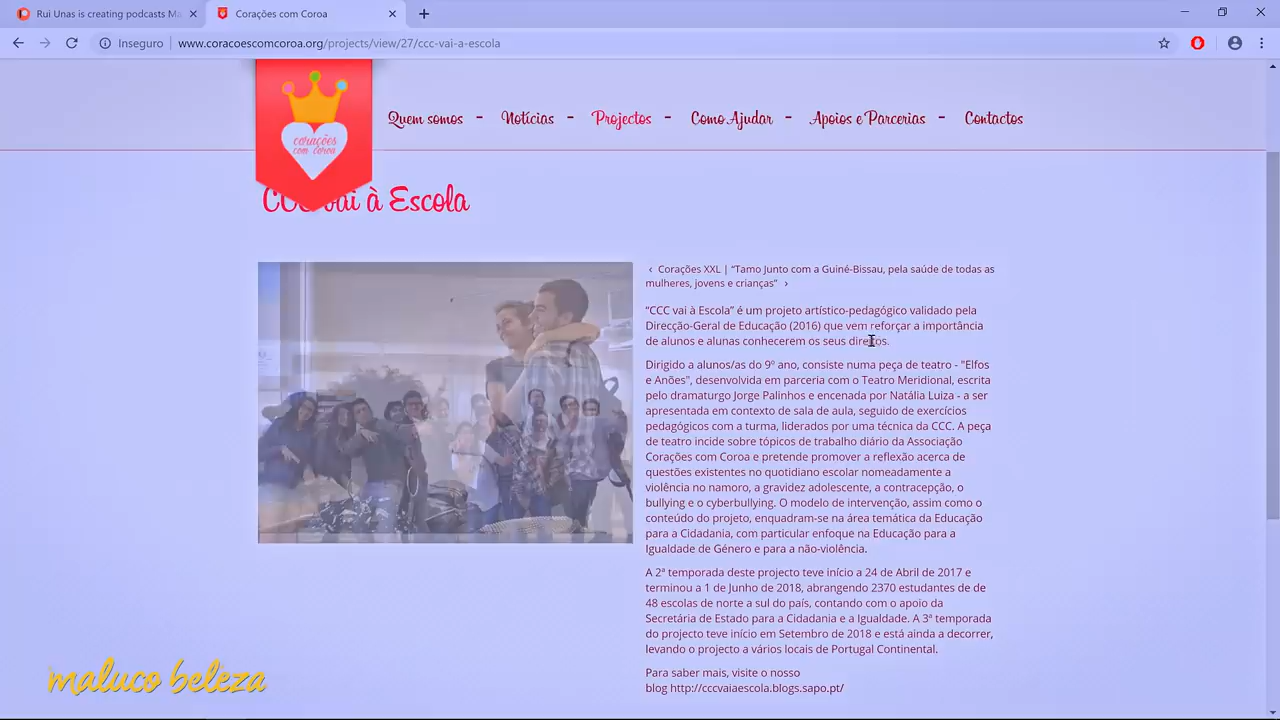 Rui Unas is creating podcasts Ma
Corações com Coroa
Inseguro
www.coracoescomcoroa.org/projects/view/27/ccc-vai-a-escola
corações
com coroa
Quem somos - Notícias - Projectos - Como Ajudar - Apoios e Parcerias - Contactos
CCC vai à Escola
‹ Corações XXL | “Tamo Junto com a Guiné-Bissau, pela saúde de todas as
mulheres, jovens e crianças” ›
“CCC vai à Escola” é um projeto artístico-pedagógico validado pela
Direcção-Geral de Educação (2016) que vem reforçar a importância
de alunos e alunas conhecerem os seus direitos.
Dirigido a alunos/as do 9º ano, consiste numa peça de teatro - "Elfos
e Anões", desenvolvida em parceria com o Teatro Meridional, escrita
pelo dramaturgo Jorge Palinhos e encenada por Natália Luiza - a ser
apresentada em contexto de sala de aula, seguido de exercícios
pedagógicos com a turma, liderados por uma técnica da CCC. A peça
de teatro incide sobre tópicos de trabalho diário da Associação
Corações com Coroa e pretende promover a reflexão acerca de
questões existentes no quotidiano escolar nomeadamente a
violência no namoro, a gravidez adolescente, a contracepção, o
bullying e o cyberbullying. O modelo de intervenção, assim como o
conteúdo do projeto, enquadram-se na área temática da Educação
para a Cidadania, com particular enfoque na Educação para a
Igualdade de Género e para a não-violência.
A 2ª temporada deste projecto teve início a 24 de Abril de 2017 e
terminou a 1 de Junho de 2018, abrangendo 2370 estudantes de de
48 escolas de norte a sul do país, contando com o apoio da
Secretária de Estado para a Cidadania e a Igualdade. A 3ª temporada
do projecto teve início em Setembro de 2018 e está ainda a decorrer,
levando o projecto a vários locais de Portugal Continental.
Para saber mais, visite o nosso
blog http://cccvaiaescola.blogs.sapo.pt/
maluco beleza